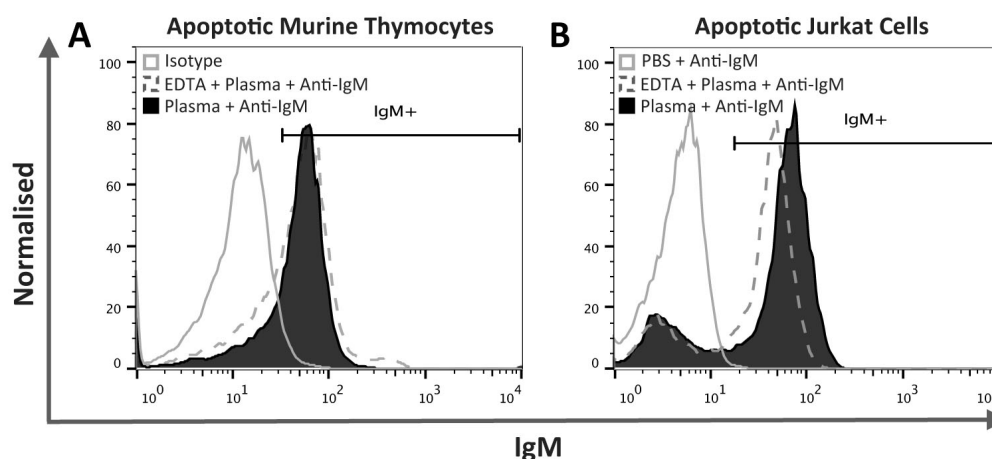 A
Apoptotic Murine Thymocytes
Isotype
EDTA + Plasma + Anti-IgM
Plasma + Anti-IgM
IgM+
100
80
60
40
20
0
10^0
10^1
10^2
10^3
10^4
B
Apoptotic Jurkat Cells
PBS + Anti-IgM
EDTA + Plasma + Anti-IgM
Plasma + Anti-IgM
IgM+
100
80
60
40
20
0
10^0
10^1
10^2
10^3
Normalised
IgM